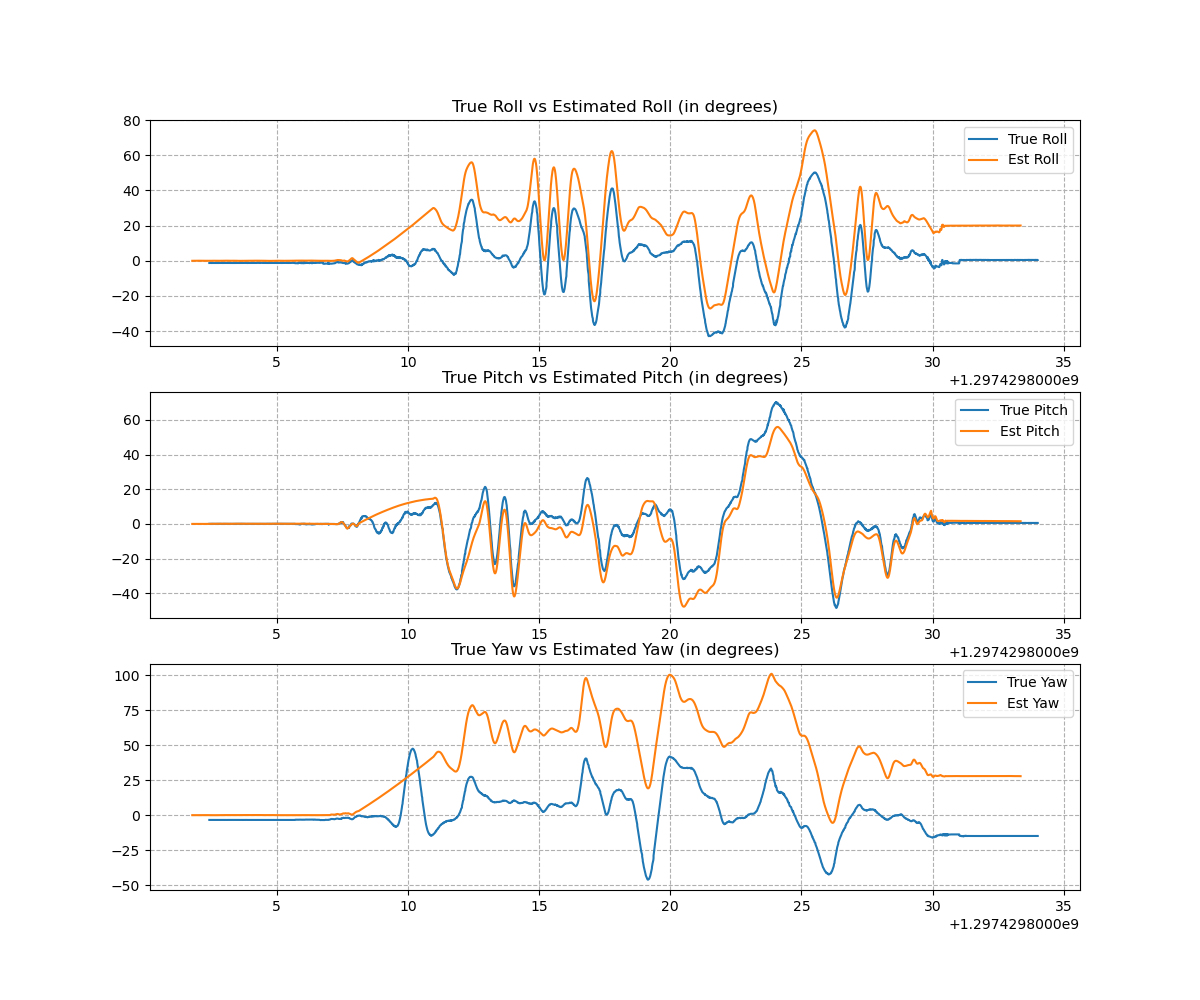 True Roll vs Estimated Roll (in degrees)
80
60
40
20
0
−20
−40
True Roll
Est Roll
5 10 15 20 25 30 35
+1.2974298000e9
True Pitch vs Estimated Pitch (in degrees)
60
40
20
0
−20
−40
True Pitch
Est Pitch
5 10 15 20 25 30 35
+1.2974298000e9
True Yaw vs Estimated Yaw (in degrees)
100
75
50
25
0
−25
−50
True Yaw
Est Yaw
5 10 15 20 25 30 35
+1.2974298000e9